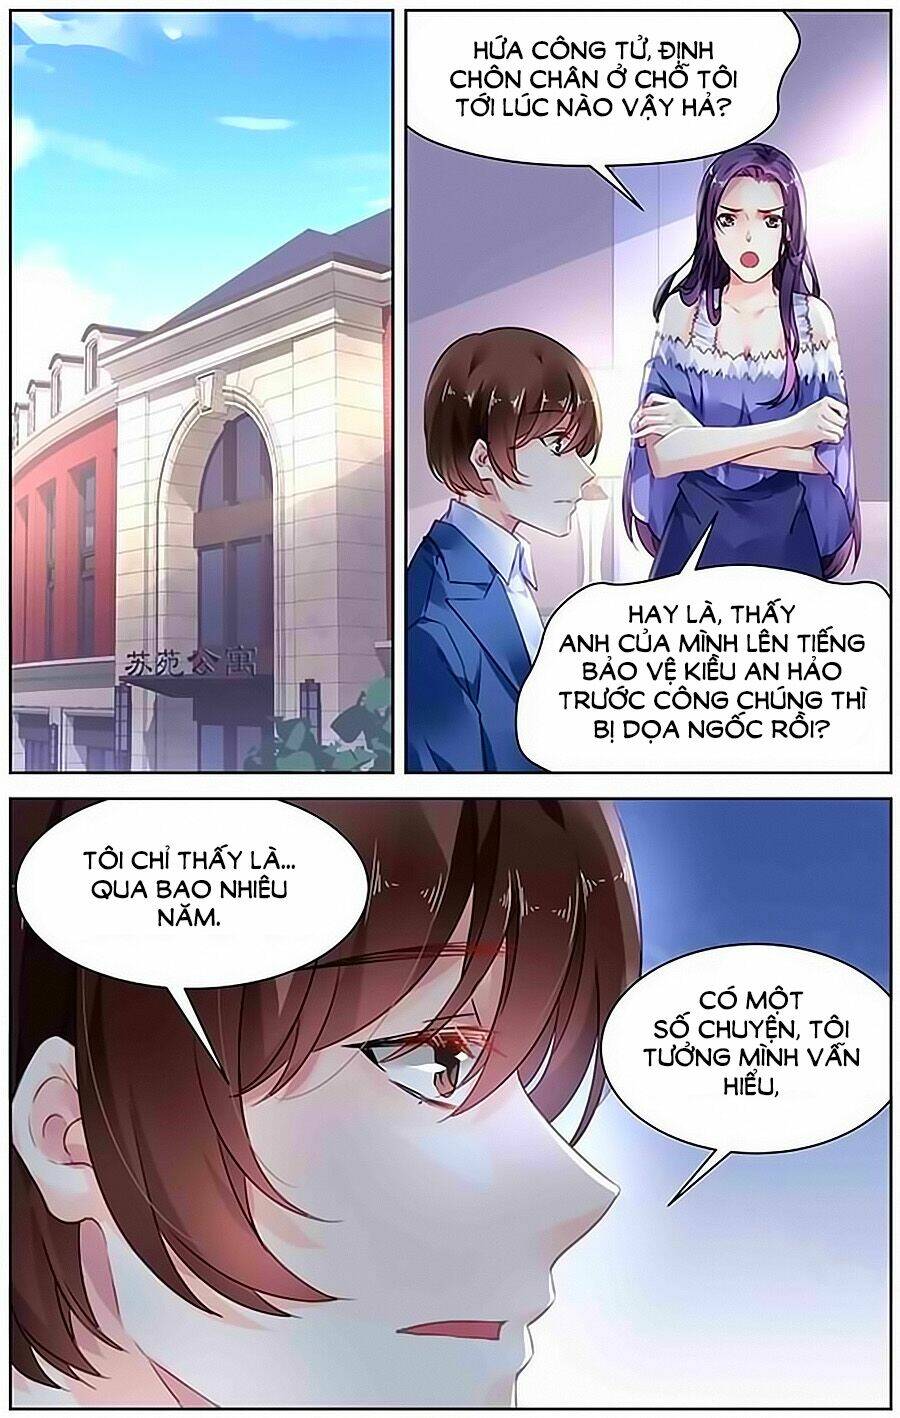 苏苑公寓
HỨA CÔNG TỬ, ĐỊNH
CHÔN CHÂN Ở CHỖ TÔI
TỚI LÚC NÀO VẬY HẢ?
HAY LÀ, THẤY
ANH CỦA MÌNH LÊN TIẾNG
BẢO VỆ KIỀU AN HẢO
TRƯỚC CÔNG CHÚNG THÌ
BỊ DỌA NGỐC RỒI?
TÔI CHỈ THẤY LÀ...
QUA BAO NHIÊU
NĂM.
CÓ MỘT
SỐ CHUYỆN, TÔI
TƯỞNG MÌNH VẪN
HIỂU,